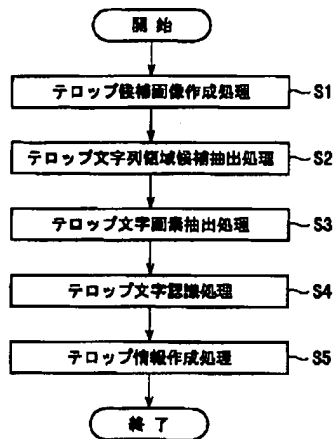 開始
テロップ候補画像作成処理 S1
テロップ文字列領域候補抽出処理 S2
テロップ文字画素抽出処理 S3
テロップ文字認識処理 S4
テロップ情報作成処理 S5
終了